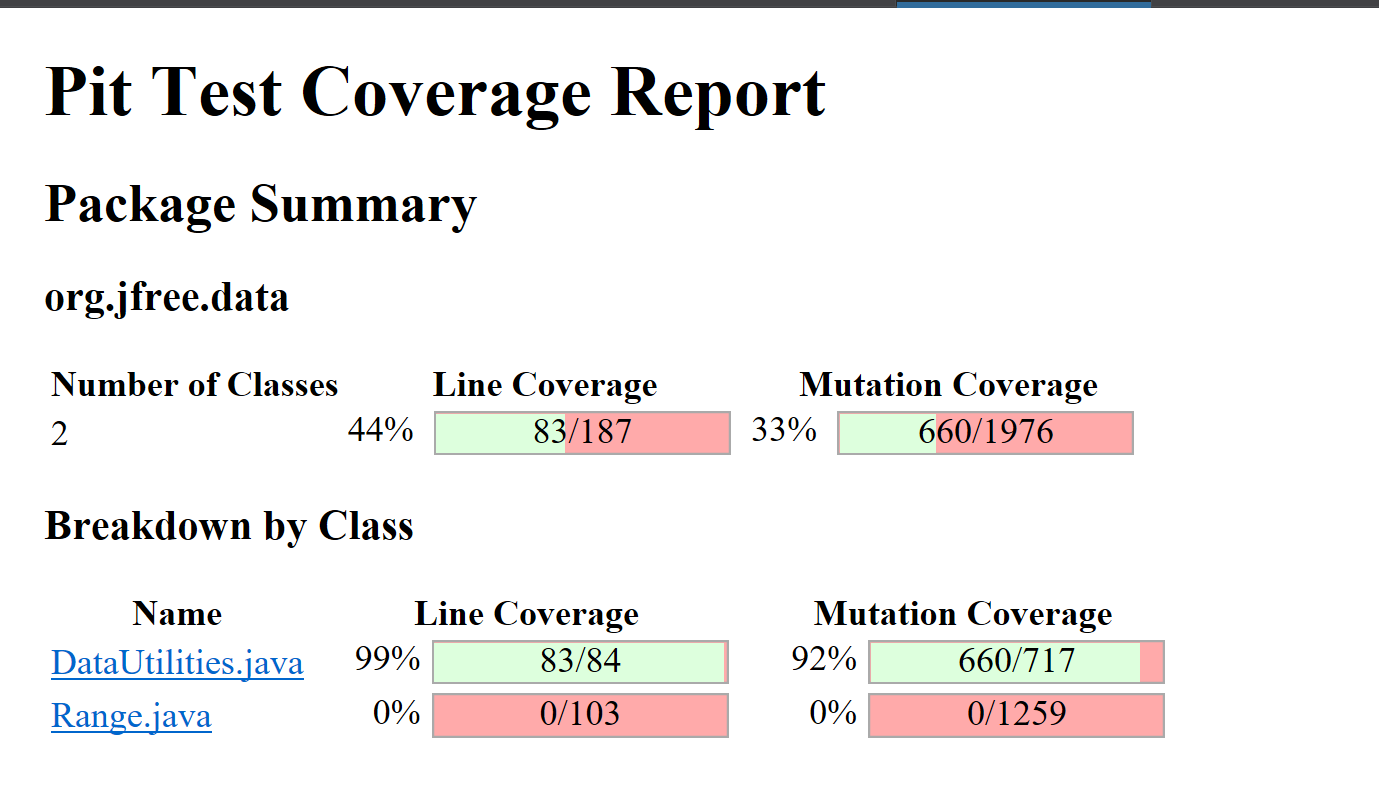 Pit Test Coverage Report
Package Summary
org.jfree.data
Number of Classes Line Coverage Mutation Coverage
2 44% 83/187 33% 660/1976
Breakdown by Class
Name Line Coverage Mutation Coverage
DataUtilities.java 99% 83/84 92% 660/717
Range.java 0% 0/103 0% 0/1259